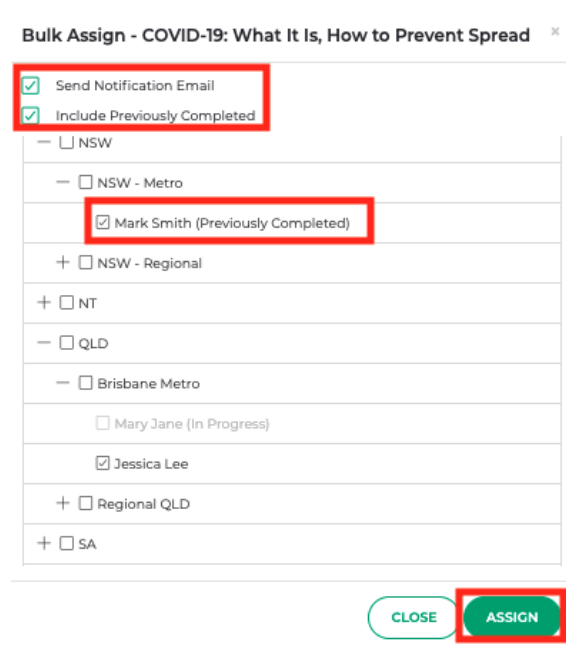 Bulk Assign - COVID-19: What It Is, How to Prevent Spread ×
Send Notification Email
Include Previously Completed
NSW
NSW - Metro
Mark Smith (Previously Completed)
NSW - Regional
NT
QLD
Brisbane Metro
Mary Jane (In Progress)
Jessica Lee
Regional QLD
SA
CLOSE ASSIGN